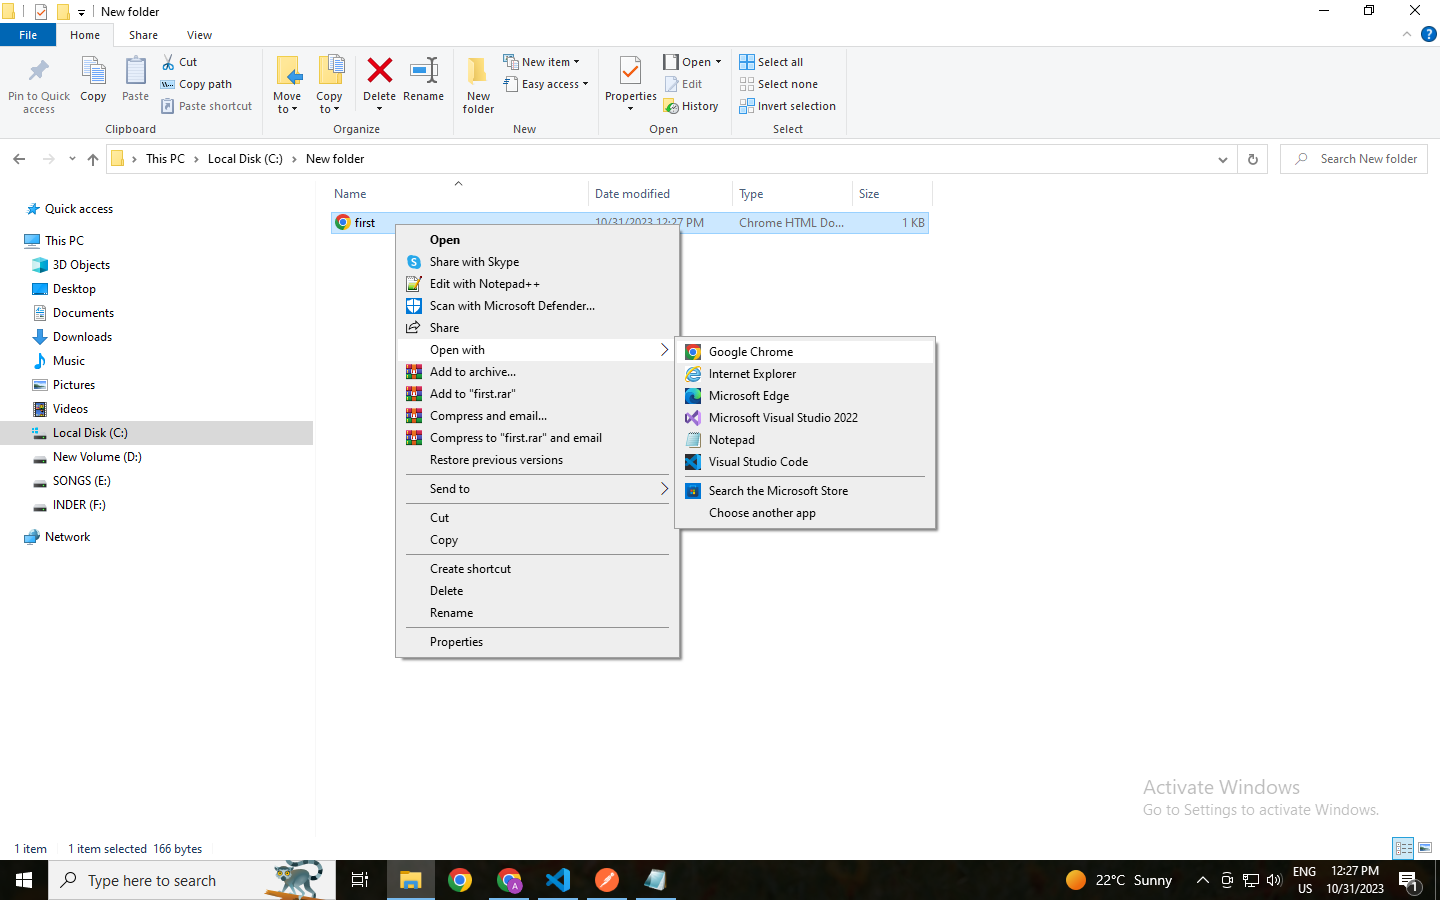 New folder
File
Home
Share
View
Pin to Quick access
Copy
Paste
Cut
Copy path
Paste shortcut
Clipboard
Move to
Copy to
Delete
Rename
Organize
New folder
New item
Easy access
New
Properties
Open
Edit
History
Open
Select all
Select none
Invert selection
Select
This PC
Local Disk (C:)
New folder
Search New folder
Quick access
This PC
3D Objects
Desktop
Documents
Downloads
Music
Pictures
Videos
Local Disk (C:)
New Volume (D:)
SONGS (E:)
INDER (F:)
Network
Name
Date modified
Type
Size
first
10/31/2023 12:27 PM
Chrome HTML Do...
1 KB
Open
Share with Skype
Edit with Notepad++
Scan with Microsoft Defender...
Share
Open with
Add to archive...
Add to "first.rar"
Compress and email...
Compress to "first.rar" and email
Restore previous versions
Send to
Cut
Copy
Create shortcut
Delete
Rename
Properties
Google Chrome
Internet Explorer
Microsoft Edge
Microsoft Visual Studio 2022
Notepad
Visual Studio Code
Search the Microsoft Store
Choose another app
Activate Windows
Go to Settings to activate Windows.
1 item
1 item selected 166 bytes
Type here to search
A
22°C Sunny
ENG
US
12:27 PM
10/31/2023
1